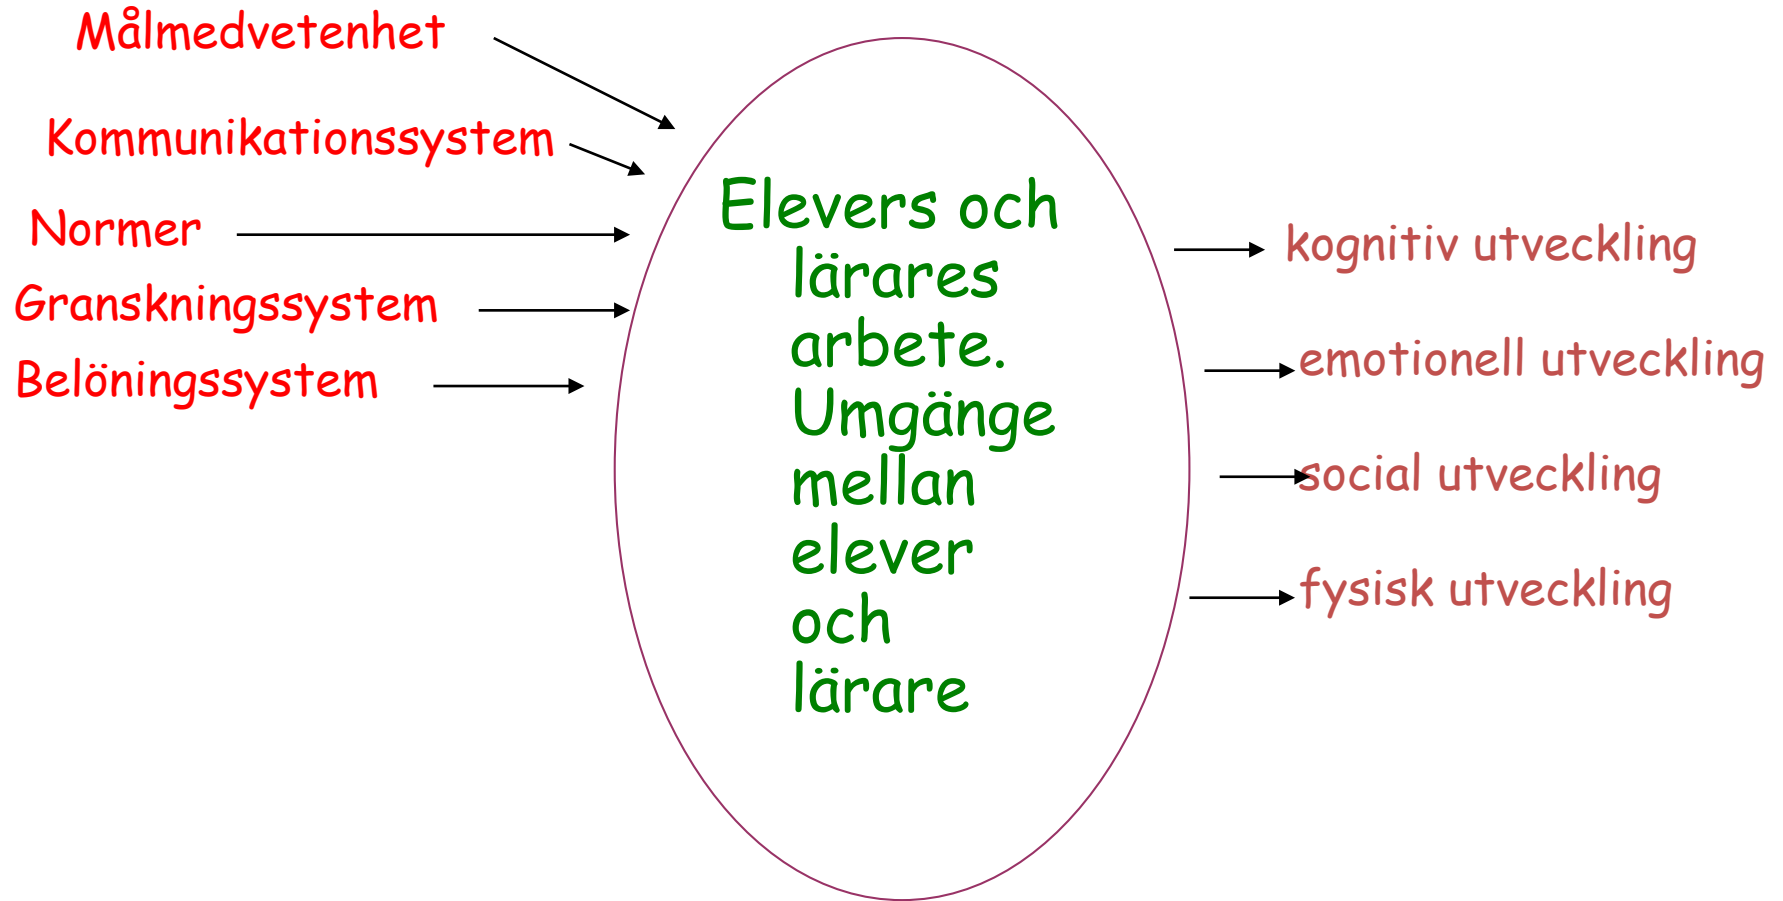 Målmedvetenhet
Kommunikationssystem
Normer
Granskningssystem
Belöningssystem
Elevers och
lärares
arbete.
Umgänge
mellan
elever
och
lärare
kognitiv utveckling
emotionell utveckling
social utveckling
fysisk utveckling